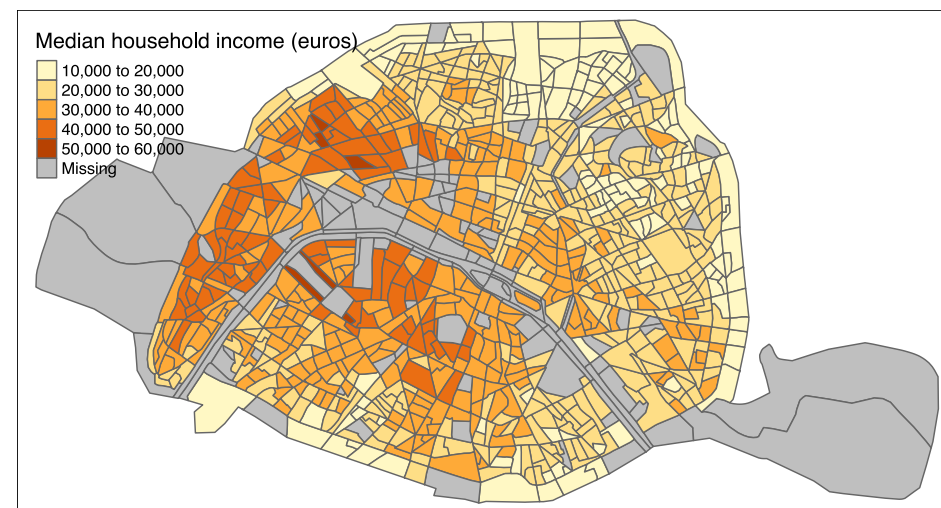 Median household income (euros)
10,000 to 20,000
20,000 to 30,000
30,000 to 40,000
40,000 to 50,000
50,000 to 60,000
Missing